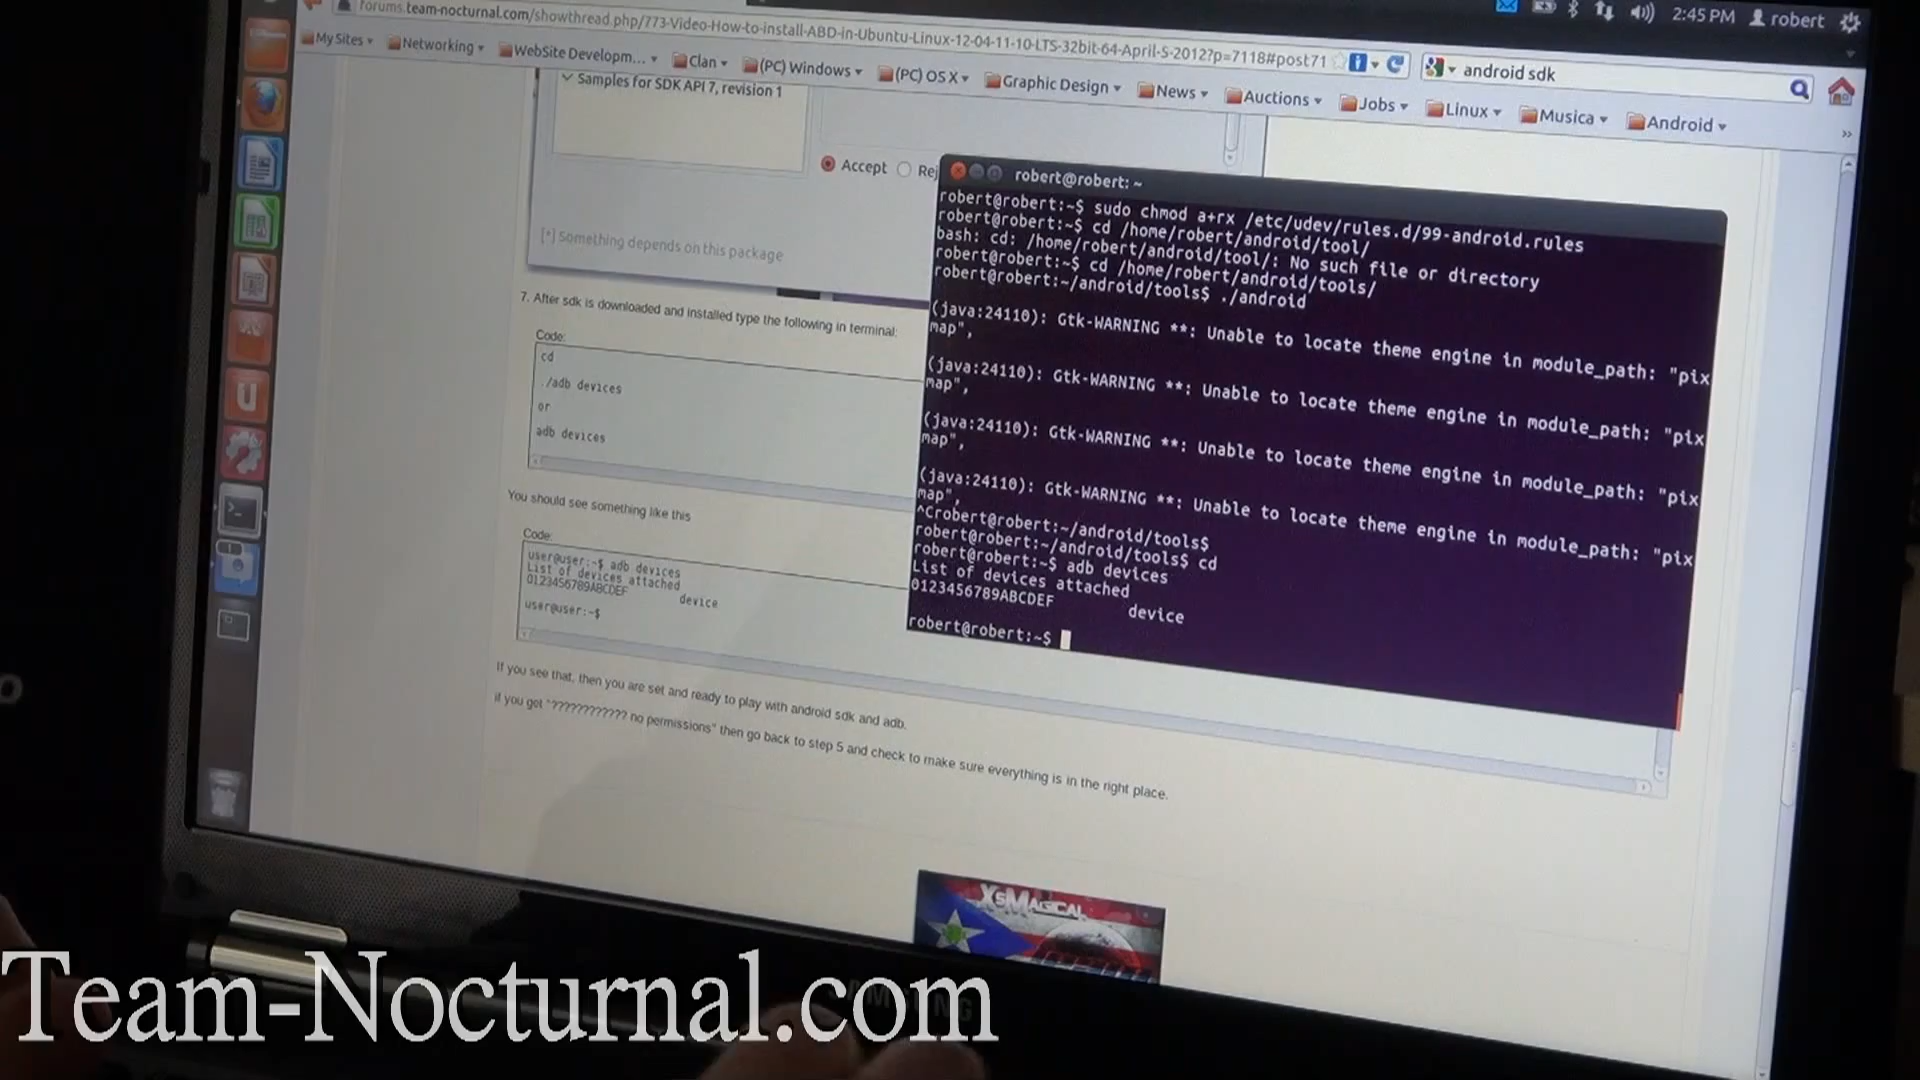 forums.team-nocturnal.com/showthread.php/773-Video-How-to-install-ABD-in-Ubuntu-Linux-12-04-11-10-LTS-32bit-64-April-5-2012?p=7118#post71
android sdk
2:45 PM
robert
My Sites
Networking
WebSite Developm...
Clan
(PC) Windows
(PC) OS X
Graphic Design
News
Auctions
Jobs
Linux
Musica
Android
»
Samples for SDK API 7, revision 1
Accept
Rej
[*] Something depends on this package
7. After sdk is downloaded and installed type the following in terminal:
Code:
cd
./adb devices
or
adb devices
You should see something like this
Code:
user@user:~$ adb devices
List of devices attached
0123456789ABCDEF device
user@user:~$
If you see that, then you are set and ready to play with android sdk and adb.
if you got "???????????? no permissions" then go back to step 5 and check to make sure everything is in the right place.
robert@robert: ~
robert@robert:~$ sudo chmod a+rx /etc/udev/rules.d/99-android.rules
robert@robert:~$ cd /home/robert/android/tool/
bash: cd: /home/robert/android/tool/: No such file or directory
robert@robert:~$ cd /home/robert/android/tools/
robert@robert:~/android/tools$ ./android
(java:24110): Gtk-WARNING **: Unable to locate theme engine in module_path: "pix
map",
(java:24110): Gtk-WARNING **: Unable to locate theme engine in module_path: "pix
map",
(java:24110): Gtk-WARNING **: Unable to locate theme engine in module_path: "pix
map",
(java:24110): Gtk-WARNING **: Unable to locate theme engine in module_path: "pix
map",
^Crobert@robert:~/android/tools$
robert@robert:~/android/tools$ cd
robert@robert:~$ adb devices
List of devices attached
0123456789ABCDEF device
robert@robert:~$
XsMagical
SAMSUNG
Team-Nocturnal.com